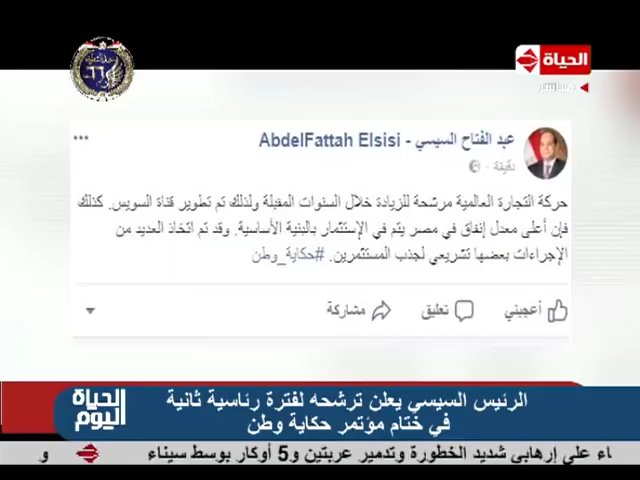 الحياة
مباشر
عبد الفتاح السيسي - AbdelFattah Elsisi
دقيقة
حركة التجارة العالمية مرشحة للزيادة خلال السنوات المقبلة ولذلك تم تطوير قناة السويس. كذلك
فإن أعلى معدل إنفاق في مصر يتم في الإستثمار بالبنية الأساسية. وقد تم اتخاذ العديد من
الإجراءات بعضها تشريعي لجذب المستثمرين. #حكاية_وطن
أعجبني تعليق مشاركة
الرئيس السيسي يعلن ترشحه لفترة رئاسية ثانية
في ختام مؤتمر حكاية وطن
الحياة
اليوم
اء على إرهابي شديد الخطورة وتدمير عربتين و5 أوكار بوسط سيناء و